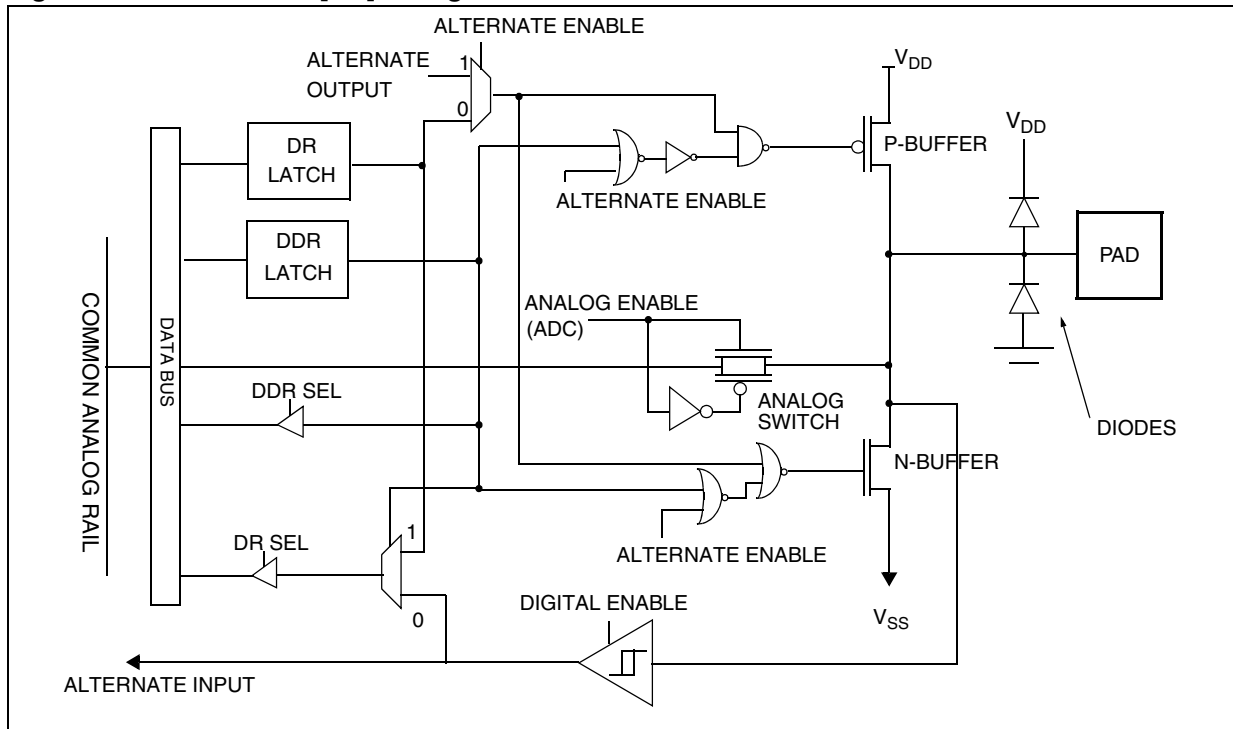 ALTERNATE ENABLE
ALTERNATE
OUTPUT
1
0
VDD
P-BUFFER
VDD
DR
LATCH
ALTERNATE ENABLE
DDR
LATCH
PAD
COMMON ANALOG RAIL
DATA BUS
ANALOG ENABLE
(ADC)
DDR SEL
ANALOG
SWITCH
DIODES
N-BUFFER
DR SEL
1
0
ALTERNATE ENABLE
DIGITAL ENABLE
VSS
ALTERNATE INPUT